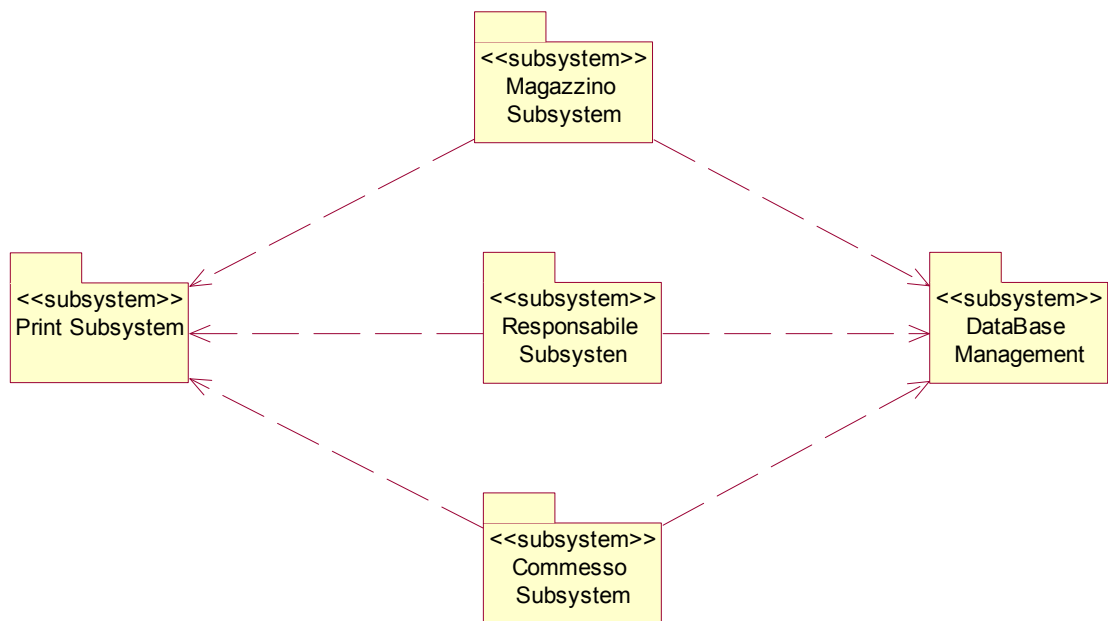 <<subsystem>>
Magazzino
Subsystem
<<subsystem>>
Print Subsystem
<<subsystem>>
Responsabile
Subsysten
<<subsystem>>
DataBase
Management
<<subsystem>>
Commesso
Subsystem